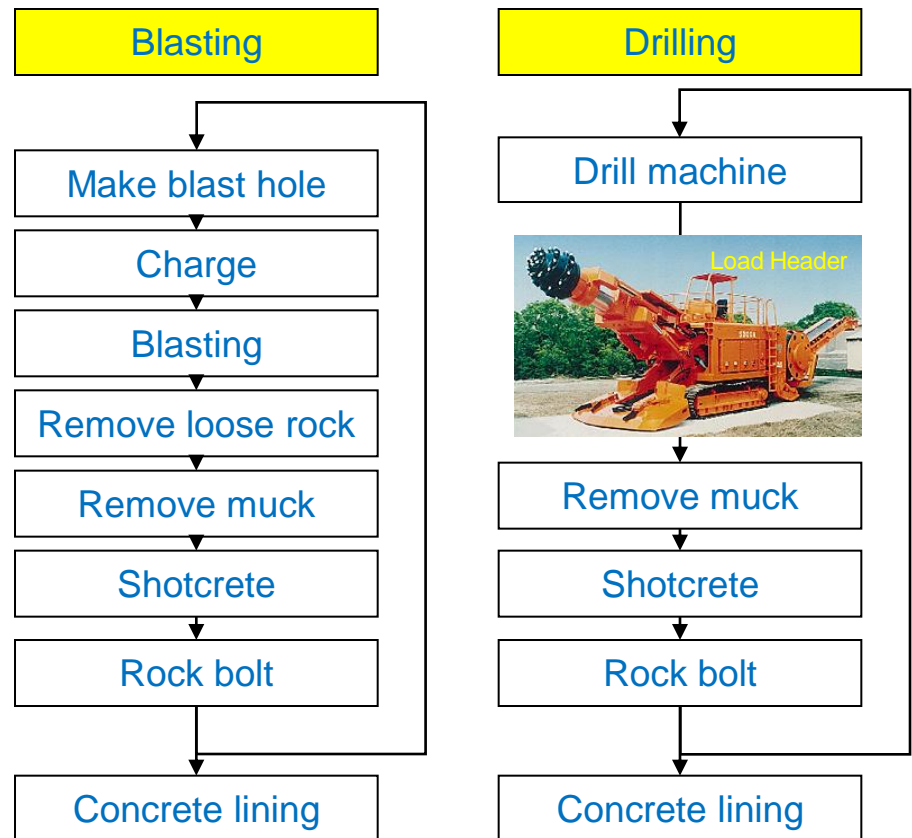 Blasting
Make blast hole
Charge
Blasting
Remove loose rock
Remove muck
Shotcrete
Rock bolt
Concrete lining
Drilling
Drill machine
Load Header
Remove muck
Shotcrete
Rock bolt
Concrete lining